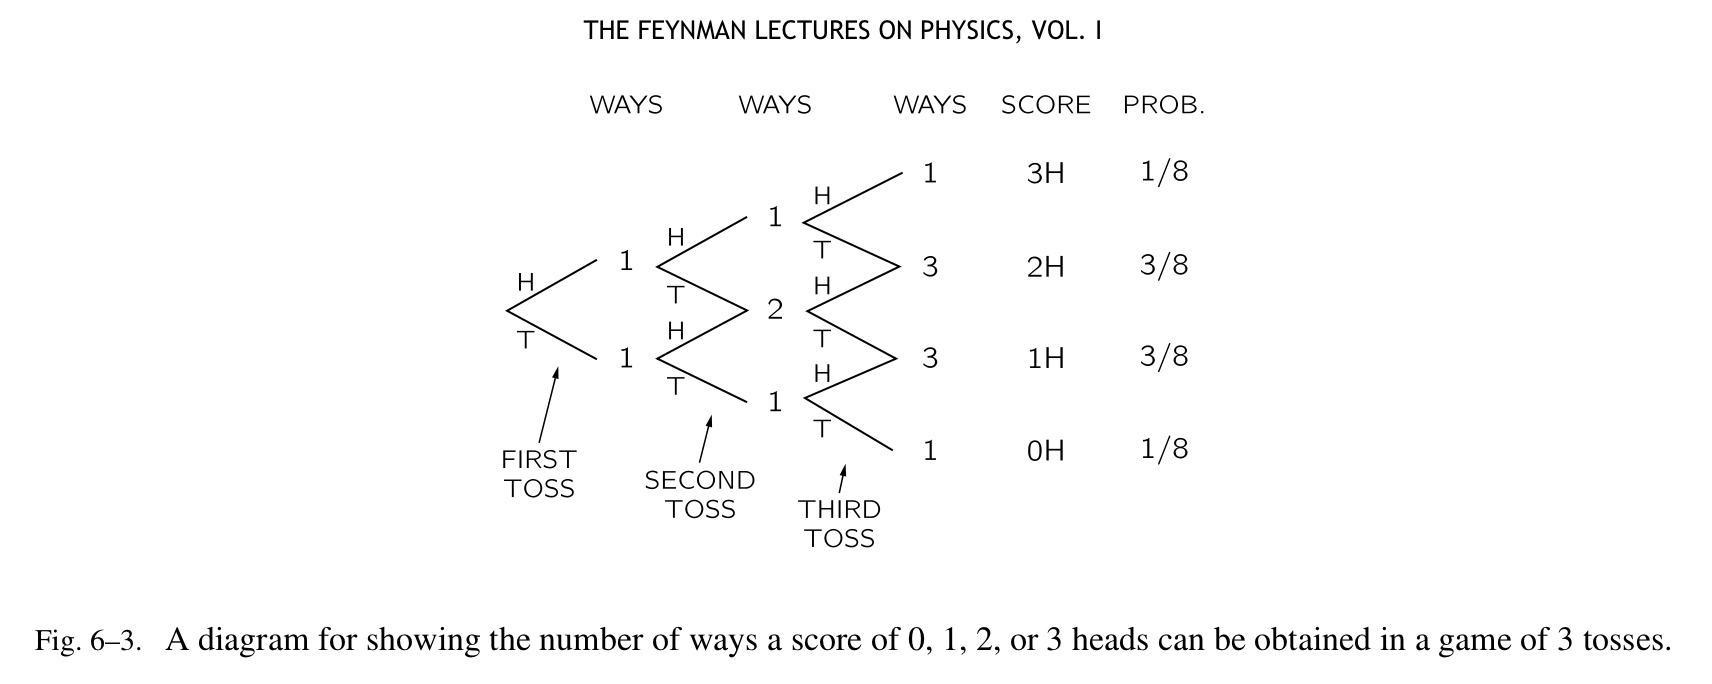 THE FEYNMAN LECTURES ON PHYSICS, VOL. I
WAYS WAYS WAYS SCORE PROB.
1 3H 1/8
H
1
H
1 T
H 3 2H 3/8
T H
2
T H T
1 3 1H 3/8
T H
1
T
1 0H 1/8
FIRST
TOSS
SECOND
TOSS
THIRD
TOSS
Fig. 6–3. A diagram for showing the number of ways a score of 0, 1, 2, or 3 heads can be obtained in a game of 3 tosses.